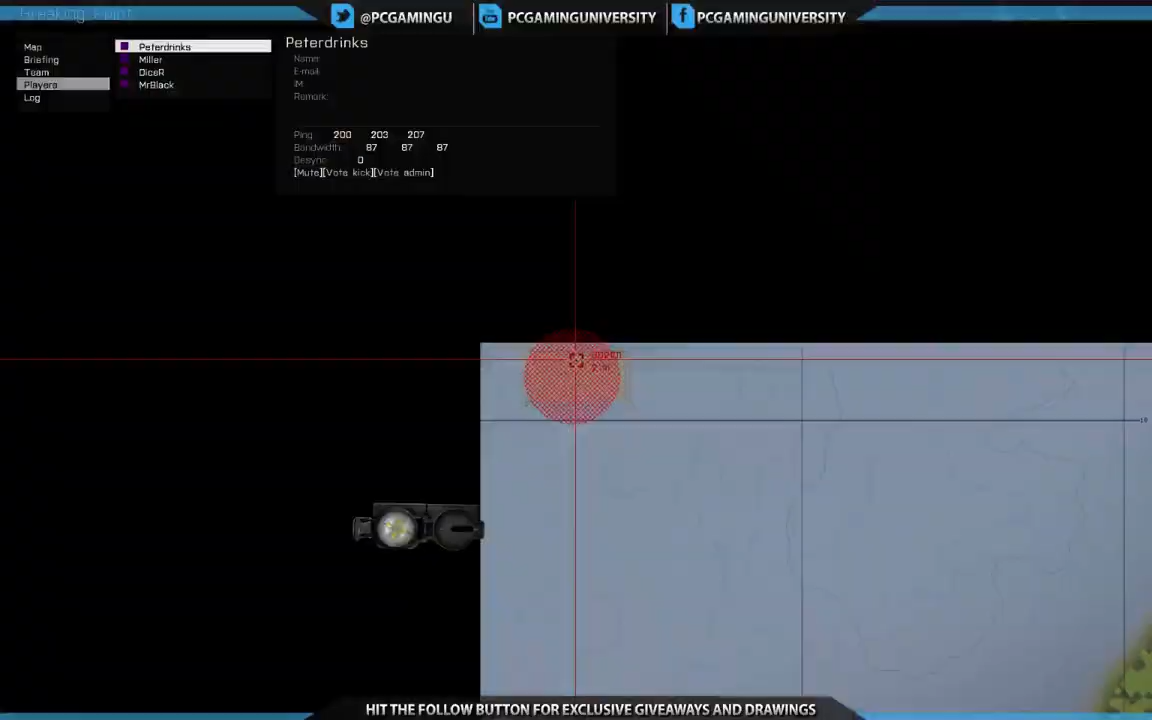 Breaking Point
@PCGAMINGU
PCGAMINGUNIVERSITY
PCGAMINGUNIVERSITY
Map
Briefing
Team
Players
Log
Peterdrinks
Miller
DiceR
MrBlack
Peterdrinks
Name:
E-mail:
IM:
Remark:
Ping: 200 203 207
Bandwidth: 87 87 87
Desync: 0
[Mute][Vote kick][Vote admin]
HIT THE FOLLOW BUTTON FOR EXCLUSIVE GIVEAWAYS AND DRAWINGS